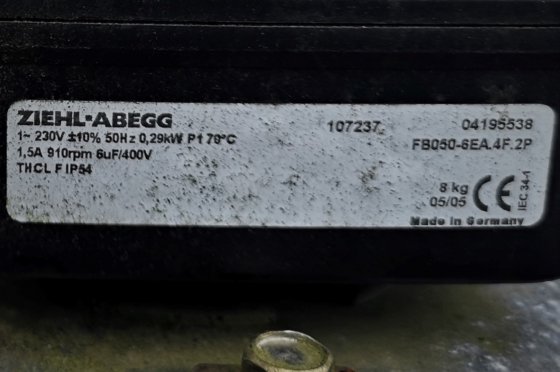 ZIEHL-ABEGG
1~ 230V ±10% 50Hz 0,29kW P1 70°C 107237 04195538
1,5A 910rpm 6uF/400V FB050-6EA.4F.2P
THCL F IP54
8 kg
05/05
CE
IEC 34-1
Made in Germany